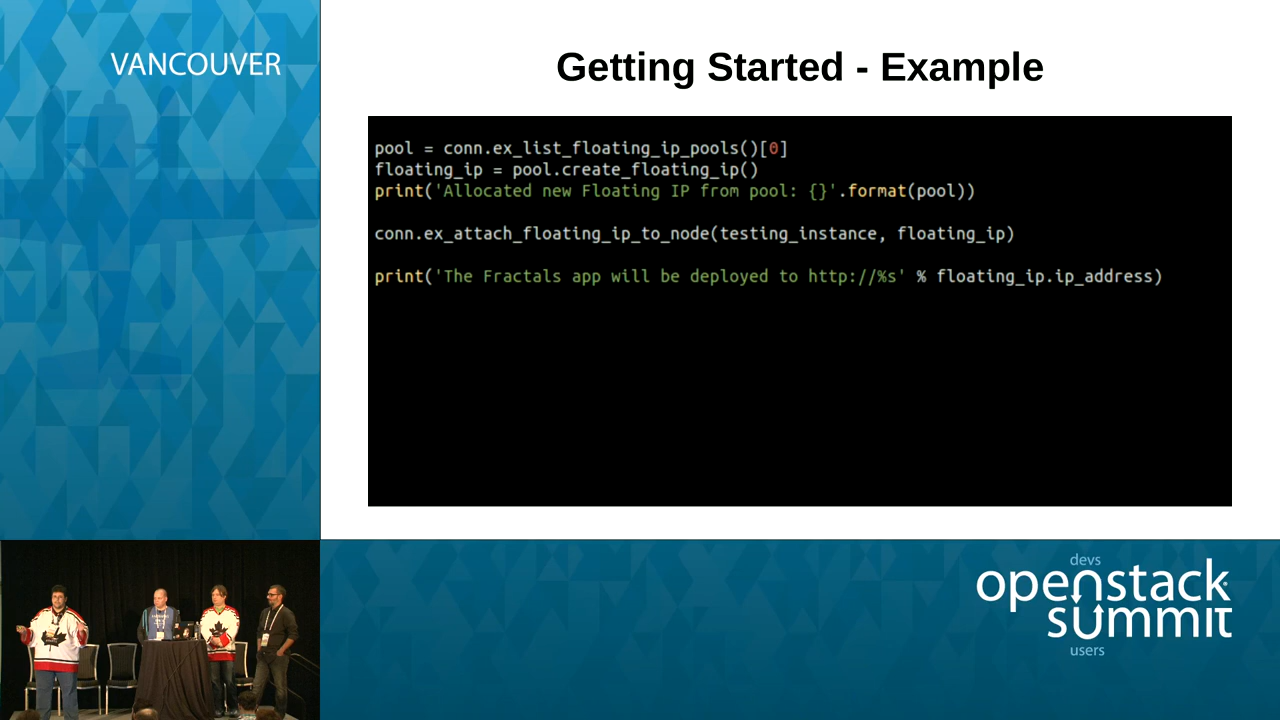 VANCOUVER
Getting Started - Example
pool = conn.ex_list_floating_ip_pools()[0]
floating_ip = pool.create_floating_ip()
print('Allocated new Floating IP from pool: {}'.format(pool))
conn.ex_attach_floating_ip_to_node(testing_instance, floating_ip)
print('The Fractals app will be deployed to http://%s' % floating_ip.ip_address)
devs
openstack
summit
users